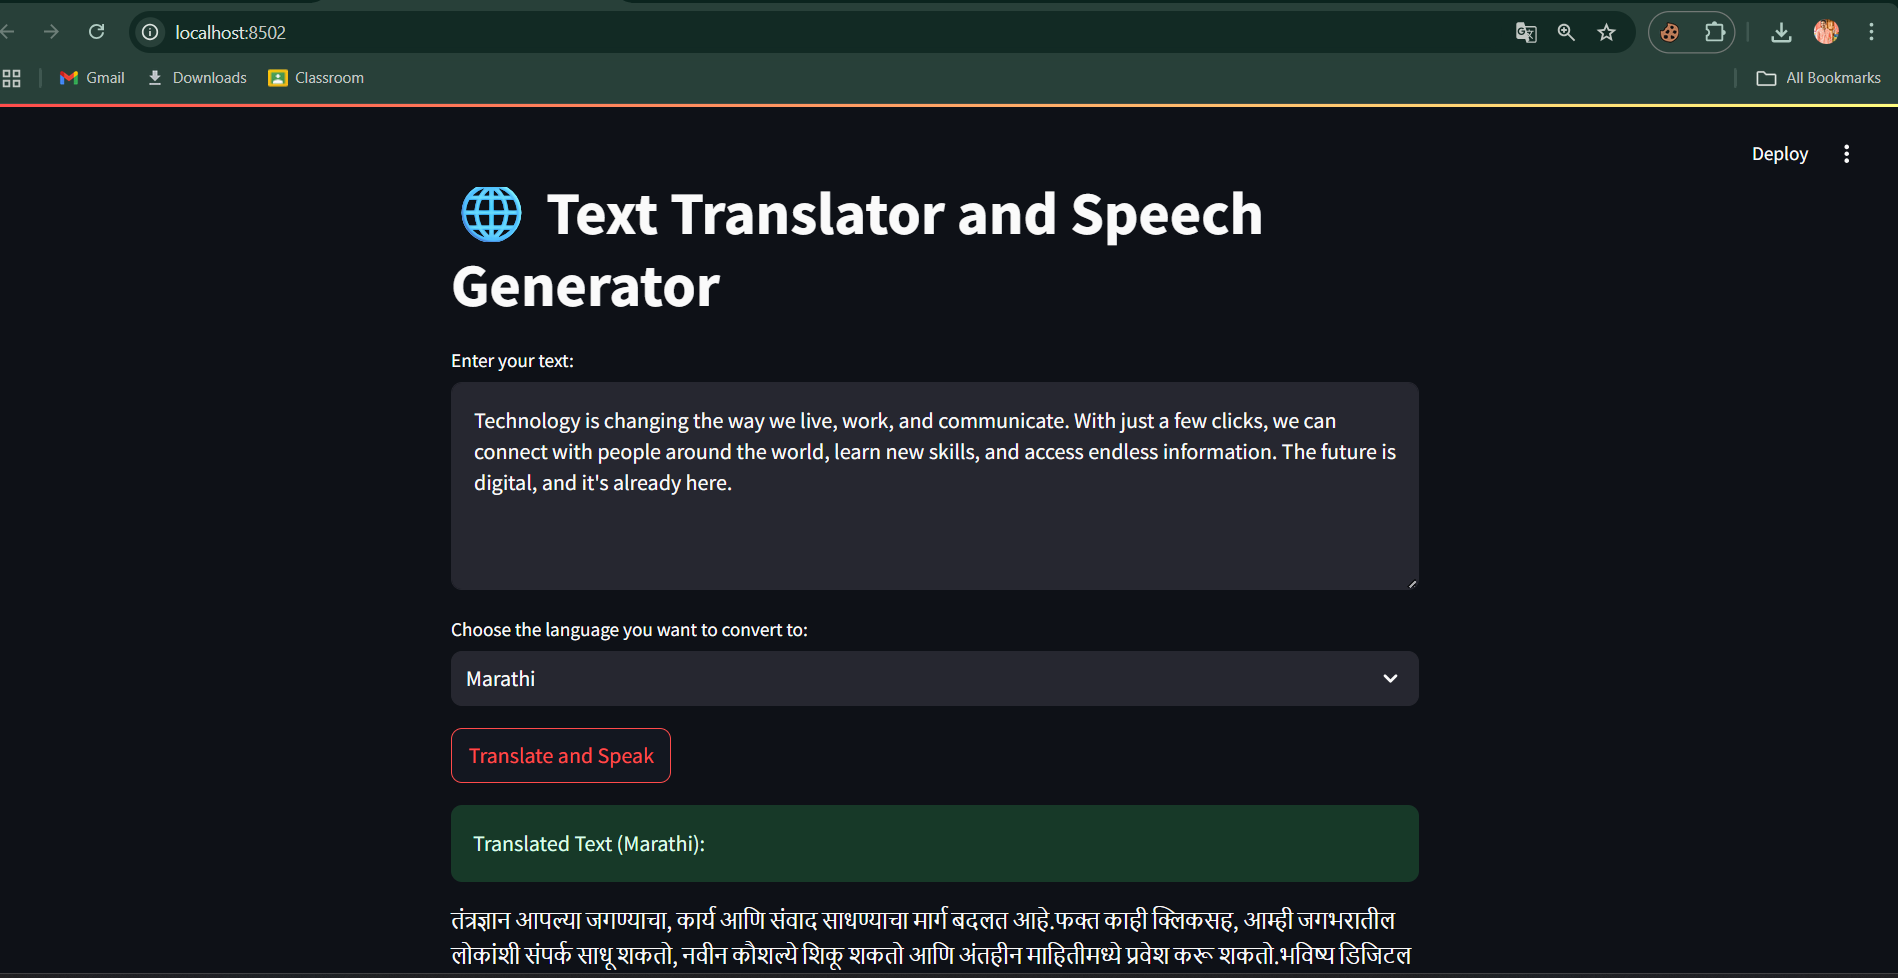 localhost:8502
Gmail
Downloads
Classroom
All Bookmarks
Deploy
Text Translator and Speech
Generator
Enter your text:
Technology is changing the way we live, work, and communicate. With just a few clicks, we can
connect with people around the world, learn new skills, and access endless information. The future is
digital, and it's already here.
Choose the language you want to convert to:
Marathi
Translate and Speak
Translated Text (Marathi):
तंत्रज्ञान आपल्या जगण्याचा, कार्य आणि संवाद साधण्याचा मार्ग बदलत आहे.फक्त काही क्लिकसह, आम्ही जगभरातील
लोकांशी संपर्क साधू शकतो, नवीन कौशल्ये शिकू शकतो आणि अंतहीन माहितीमध्ये प्रवेश करू शकतो.भविष्य डिजिटल